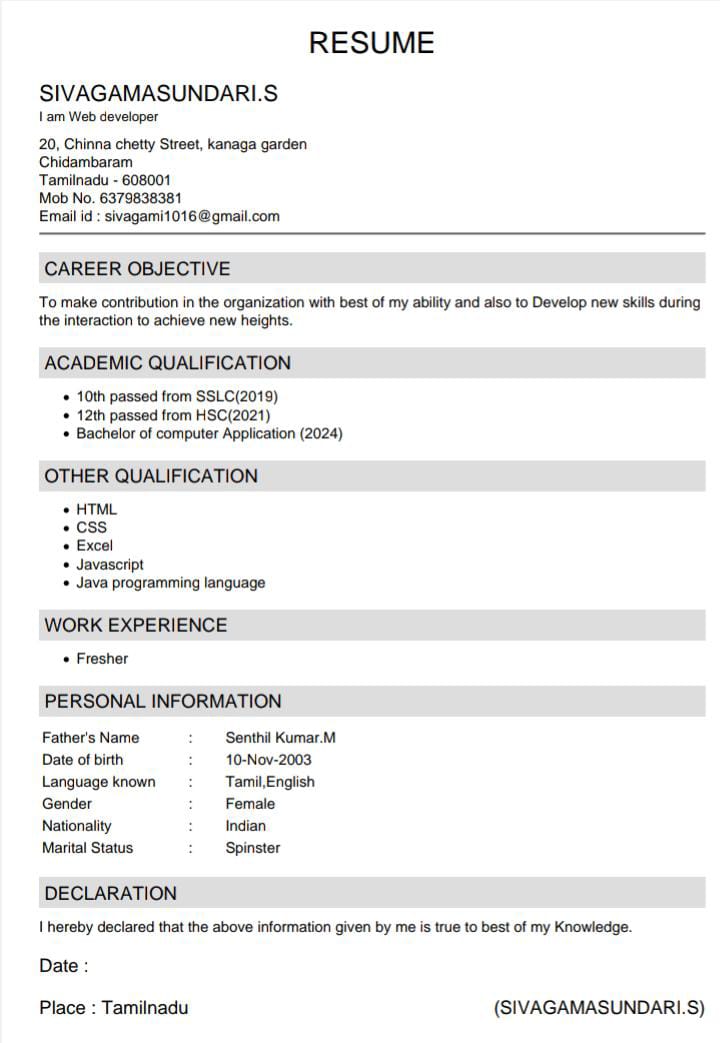 RESUME
SIVAGAMASUNDARI.S
I am Web developer
20, Chinna chetty Street, kanaga garden
Chidambaram
Tamilnadu - 608001
Mob No. 6379838381
Email id : sivagami1016@gmail.com
CAREER OBJECTIVE
To make contribution in the organization with best of my ability and also to Develop new skills during
the interaction to achieve new heights.
ACADEMIC QUALIFICATION
• 10th passed from SSLC(2019)
• 12th passed from HSC(2021)
• Bachelor of computer Application (2024)
OTHER QUALIFICATION
• HTML
• CSS
• Excel
• Javascript
• Java programming language
WORK EXPERIENCE
• Fresher
PERSONAL INFORMATION
Father's Name : Senthil Kumar.M
Date of birth : 10-Nov-2003
Language known : Tamil,English
Gender : Female
Nationality : Indian
Marital Status : Spinster
DECLARATION
I hereby declared that the above information given by me is true to best of my Knowledge.
Date :
Place : Tamilnadu (SIVAGAMASUNDARI.S)